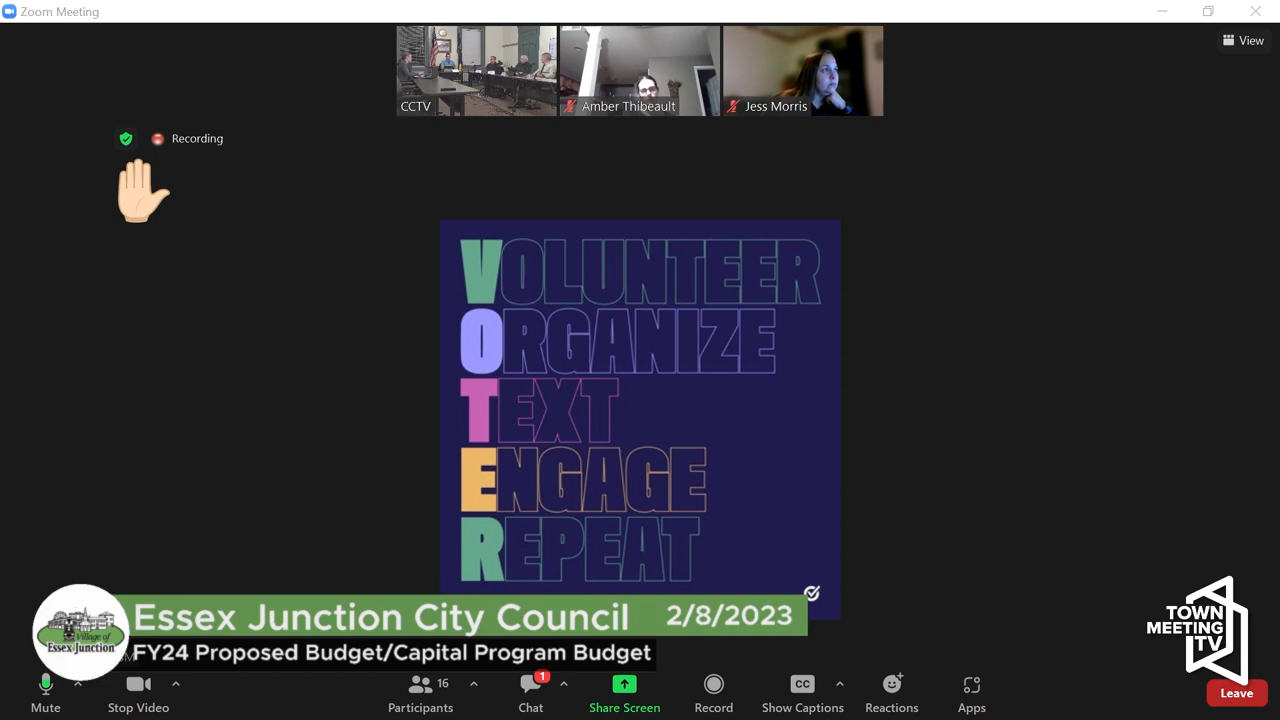 Zoom Meeting
View
CCTV
Amber Thibeault
Jess Morris
Recording
VOLUNTEER
ORGANIZE
TEXT
ENGAGE
REPEAT
Essex Junction City Council 2/8/2023
FY24 Proposed Budget/Capital Program Budget
Village of
Essex Junction
TOWN
MEETING
TV
16
1
CC
Mute
Stop Video
Participants
Chat
Share Screen
Record
Show Captions
Reactions
Apps
Leave